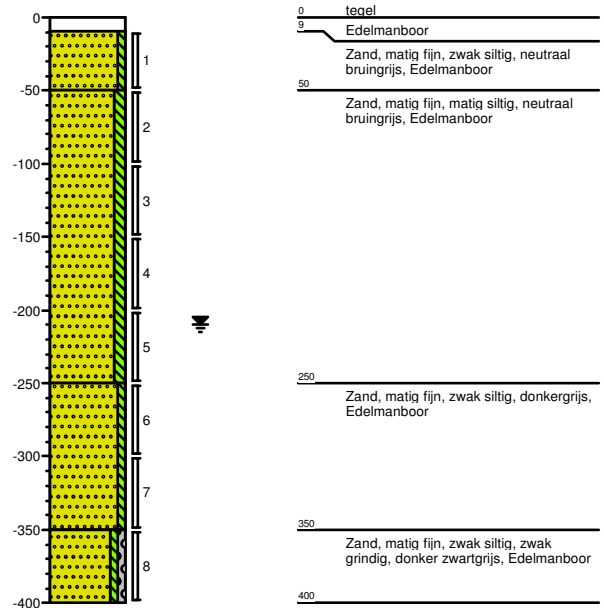 0
-50
-100
-150
-200
-250
-300
-350
-400
1
2
3
4
5
6
7
8
0 tegel
9 Edelmanboor
Zand, matig fijn, zwak siltig, neutraal
bruingrijs, Edelmanboor
50
Zand, matig fijn, matig siltig, neutraal
bruingrijs, Edelmanboor
250
Zand, matig fijn, zwak siltig, donkergrijs,
Edelmanboor
350
Zand, matig fijn, zwak siltig, zwak
grindig, donker zwartgrijs, Edelmanboor
400